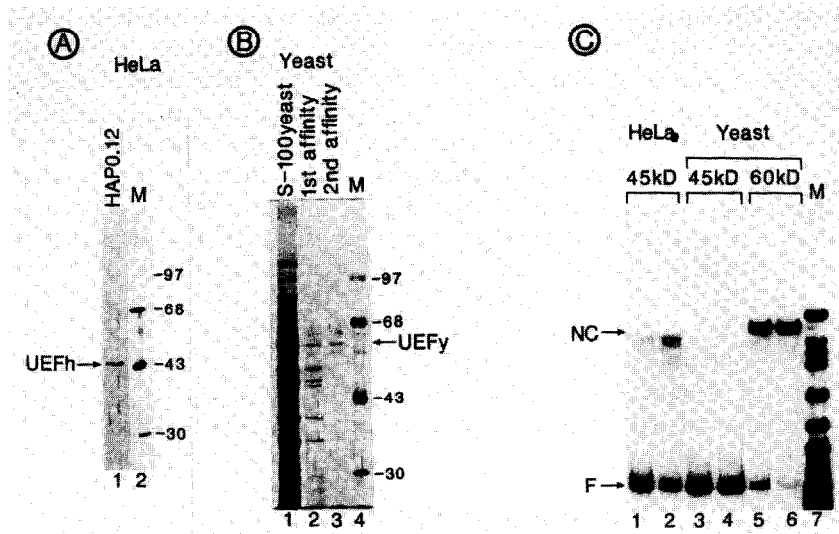 A
HeLa
HAP0.12
M
-97
-68
UEFh→
-43
-30
1 2
B
Yeast
S-100yeast
1st affinity
2nd affinity
M
-97
-68
←UEFy
-43
-30
1 2 3 4
C
HeLa Yeast
45kD 45kD 60kD
M
NC→
F→
1 2 3 4 5 6 7